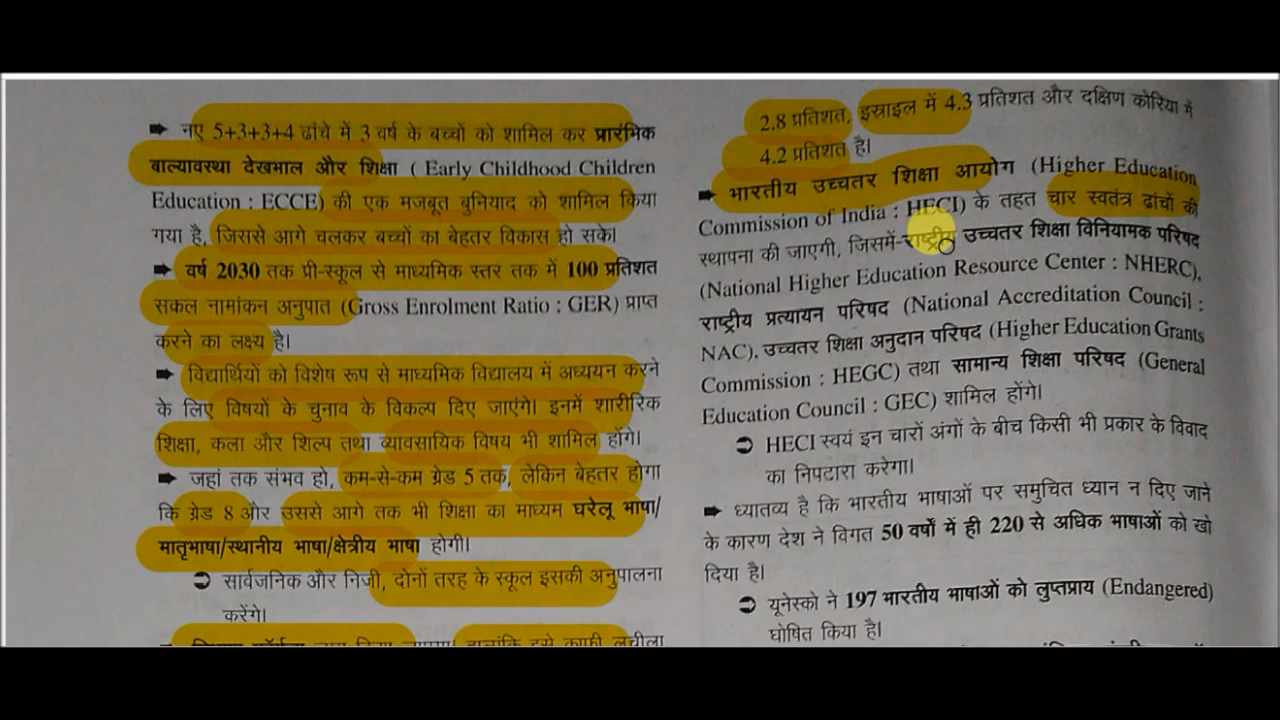 ➡ नए 5+3+3+4 ढांचे में 3 वर्ष के बच्चों को शामिल कर प्रारंभिक
बाल्यावस्था देखभाल और शिक्षा ( Early Childhood Children
Education : ECCE) की एक मजबूत बुनियाद को शामिल किया
गया है, जिससे आगे चलकर बच्चों का बेहतर विकास हो सके।
➡ वर्ष 2030 तक प्री-स्कूल से माध्यमिक स्तर तक में 100 प्रतिशत
सकल नामांकन अनुपात (Gross Enrolment Ratio : GER) प्राप्त
करने का लक्ष्य है।
➡ विद्यार्थियों को विशेष रूप से माध्यमिक विद्यालय में अध्ययन करने
के लिए विषयों के चुनाव के विकल्प दिए जाएंगे। इनमें शारीरिक
शिक्षा, कला और शिल्प तथा व्यावसायिक विषय भी शामिल होंगे।
➡ जहां तक संभव हो, कम-से-कम ग्रेड 5 तक, लेकिन बेहतर होगा
कि ग्रेड 8 और उससे आगे तक भी शिक्षा का माध्यम घरेलू भाषा/
मातृभाषा/स्थानीय भाषा/क्षेत्रीय भाषा होगी।
➲ सार्वजनिक और निजी, दोनों तरह के स्कूल इसकी अनुपालना
करेंगे।
हालांकि इसे काफी लचीला
2.8 प्रतिशत, इस्राइल में 4.3 प्रतिशत और दक्षिण कोरिया में
4.2 प्रतिशत है।
➡ भारतीय उच्चतर शिक्षा आयोग (Higher Education
Commission of India : HECI) के तहत चार स्वतंत्र ढांचों की
स्थापना की जाएगी, जिसमें-राष्ट्रीय उच्चतर शिक्षा विनियामक परिषद
(National Higher Education Resource Center : NHERC),
राष्ट्रीय प्रत्यायन परिषद (National Accreditation Council :
NAC), उच्चतर शिक्षा अनुदान परिषद (Higher Education Grants
Commission : HEGC) तथा सामान्य शिक्षा परिषद (General
Education Council : GEC) शामिल होंगे।
➲ HECI स्वयं इन चारों अंगों के बीच किसी भी प्रकार के विवाद
का निपटारा करेगा।
➡ ध्यातव्य है कि भारतीय भाषाओं पर समुचित ध्यान न दिए जाने
के कारण देश ने विगत 50 वर्षों में ही 220 से अधिक भाषाओं को खो
दिया है।
➲ यूनेस्को ने 197 भारतीय भाषाओं को लुप्तप्राय (Endangered)
घोषित किया है।